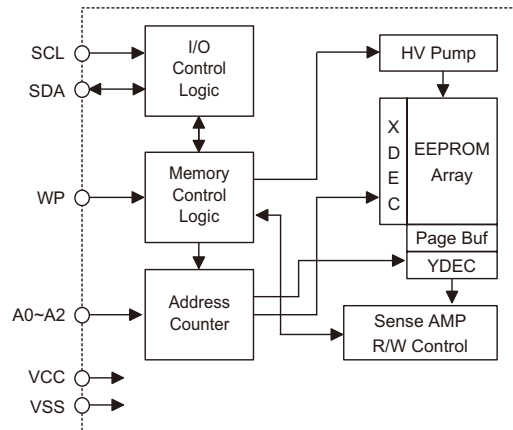 SCL
SDA
WP
A0~A2
VCC
VSS
I/O
Control
Logic
Memory
Control
Logic
Address
Counter
HV Pump
X
D
E
C
EEPROM
Array
Page Buf
YDEC
Sense AMP
R/W Control